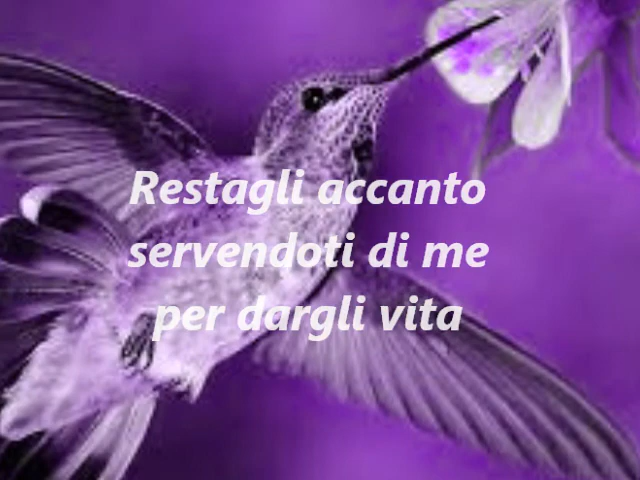 Restagli accanto
servendoti di me
per dargli vita